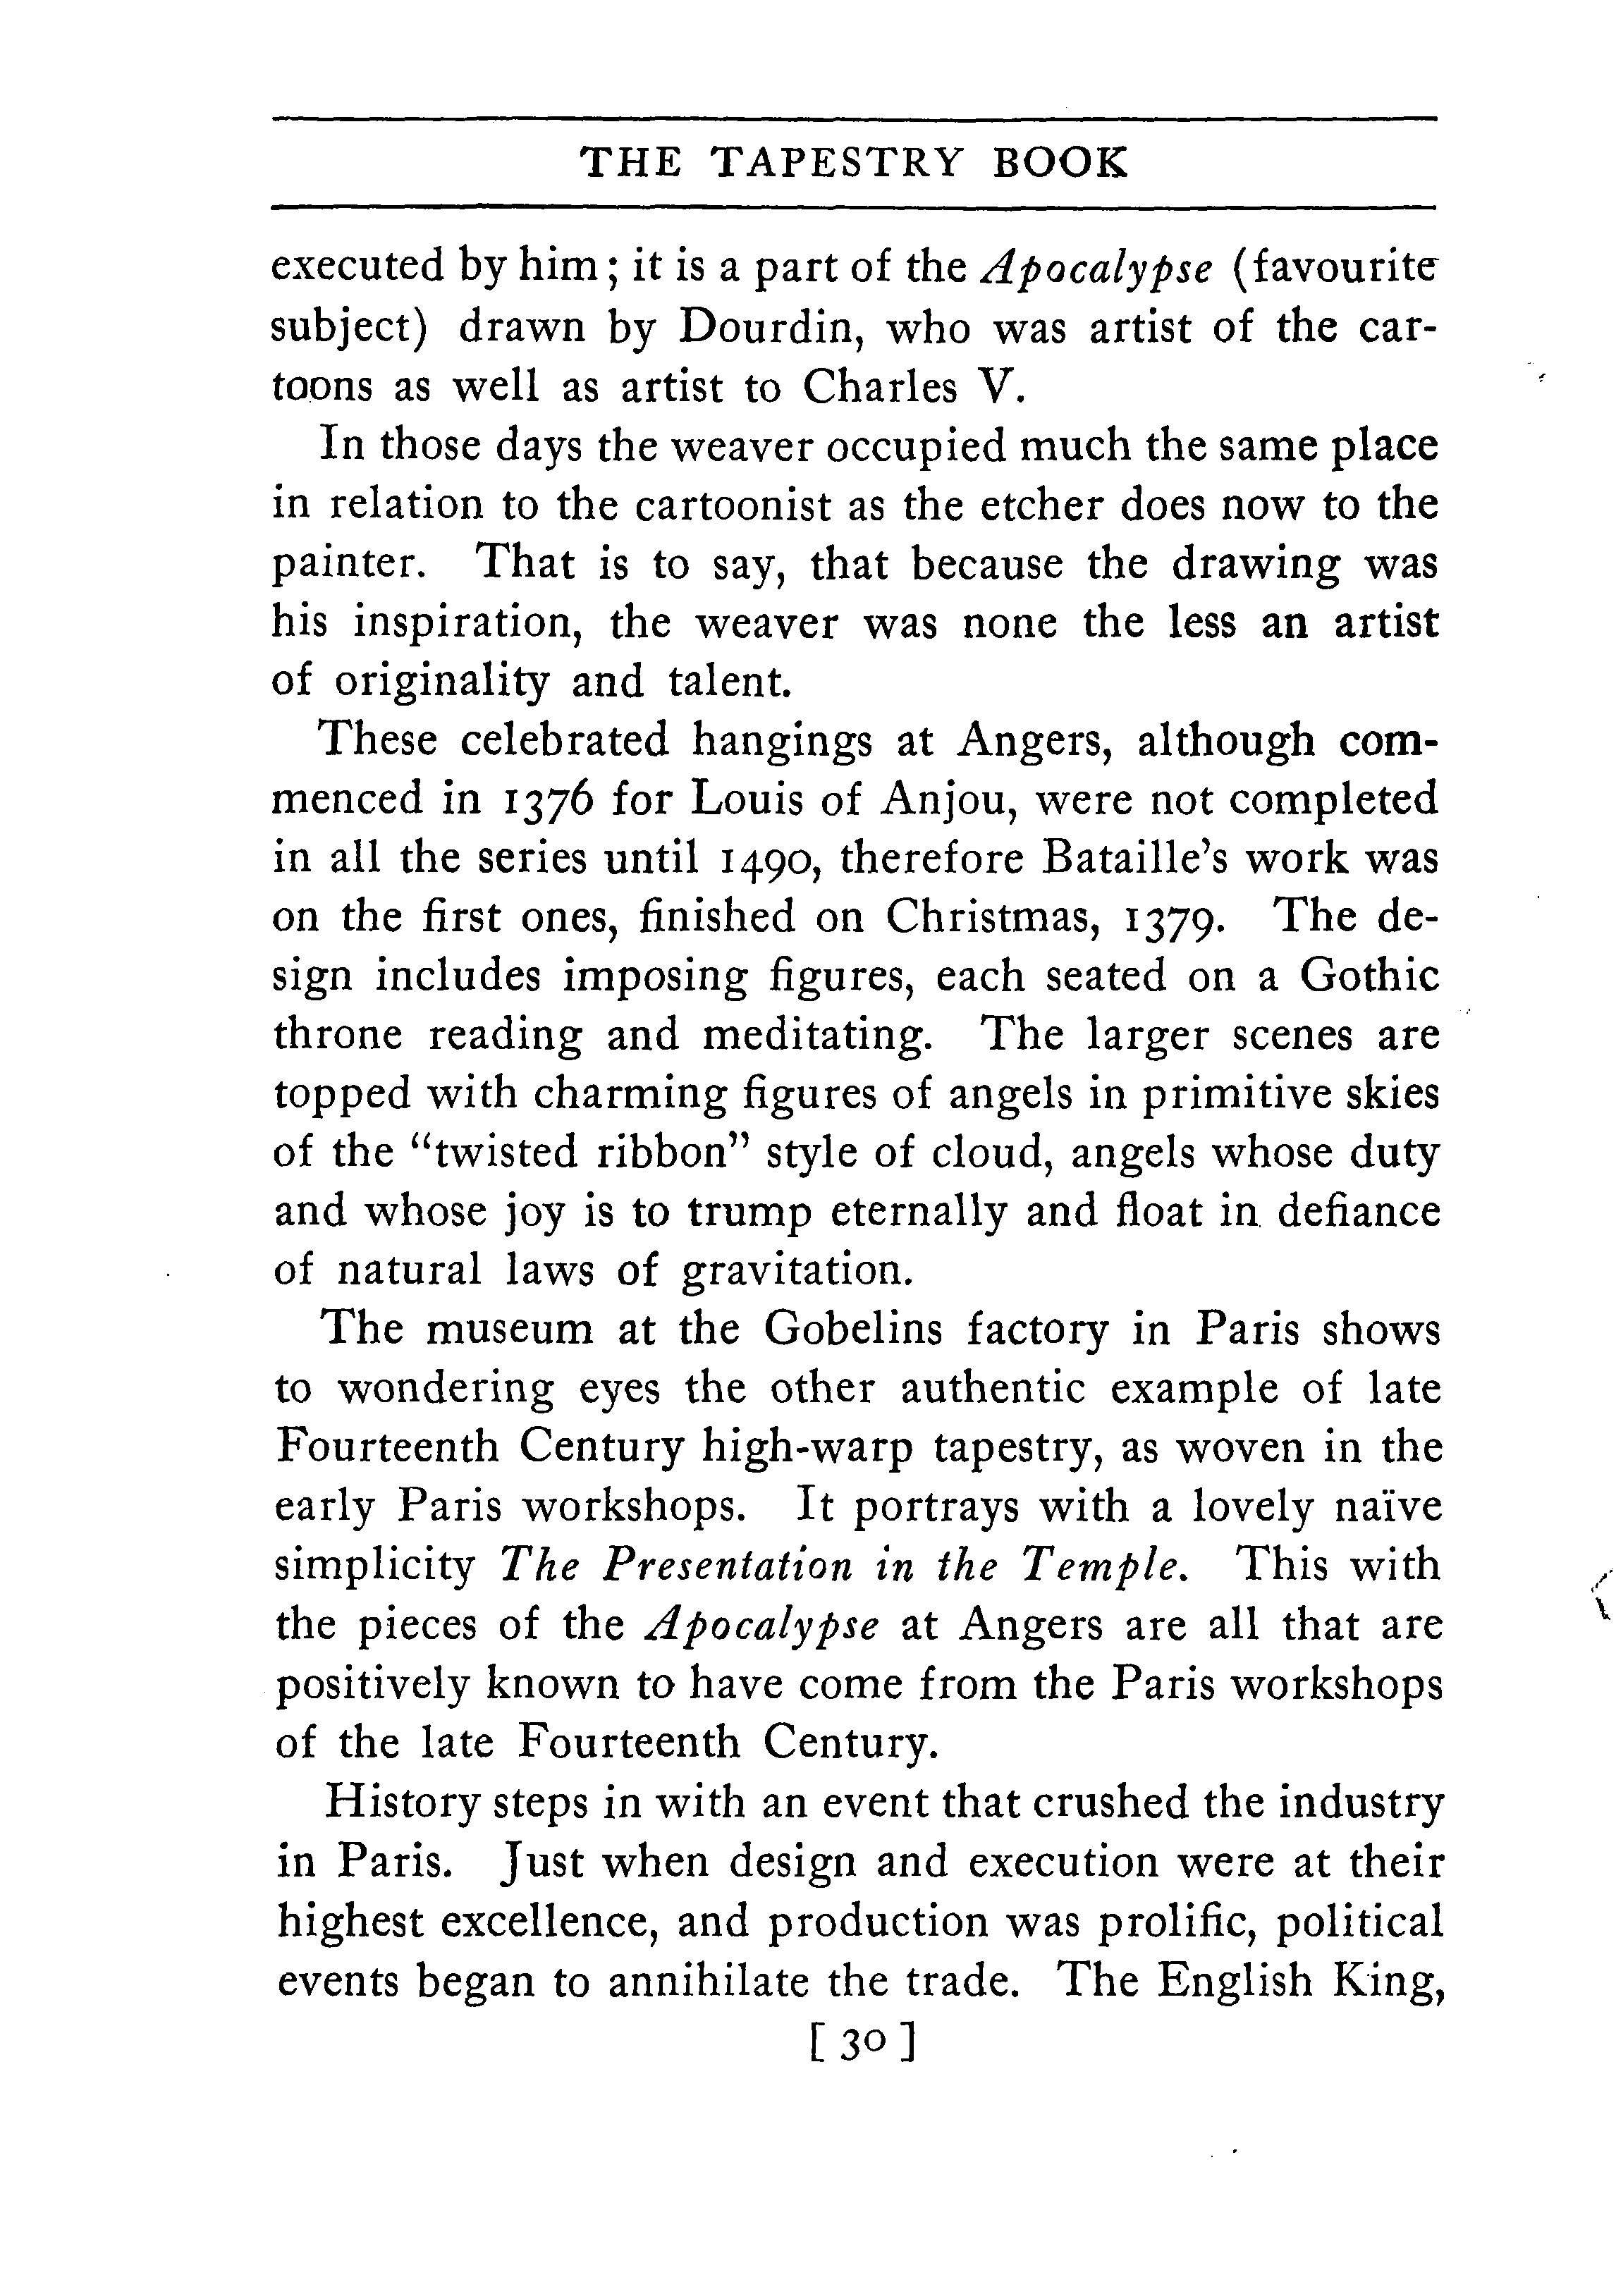 THE TAPESTRY BOOK
executed by him; it is a part of the Apocalypse (favourite
subject) drawn by Dourdin, who was artist of the car-
toons as well as artist to Charles V.
In those days the weaver occupied much the same place
in relation to the cartoonist as the etcher does now to the
painter. That is to say, that because the drawing was
his inspiration, the weaver was none the less an artist
of originality and talent.
These celebrated hangings at Angers, although com-
menced in 1376 for Louis of Anjou, were not completed
in all the series until 1490, therefore Bataille's work was
on the first ones, finished on Christmas, 1379. The de-
sign includes imposing figures, each seated on a Gothic
throne reading and meditating. The larger scenes are
topped with charming figures of angels in primitive skies
of the "twisted ribbon" style of cloud, angels whose duty
and whose joy is to trump eternally and float in defiance
of natural laws of gravitation.
The museum at the Gobelins factory in Paris shows
to wondering eyes the other authentic example of late
Fourteenth Century high-warp tapestry, as woven in the
early Paris workshops. It portrays with a lovely naïve
simplicity The Presentation in the Temple. This with
the pieces of the Apocalypse at Angers are all that are
positively known to have come from the Paris workshops
of the late Fourteenth Century.
History steps in with an event that crushed the industry
in Paris. Just when design and execution were at their
highest excellence, and production was prolific, political
events began to annihilate the trade. The English King,
[30]